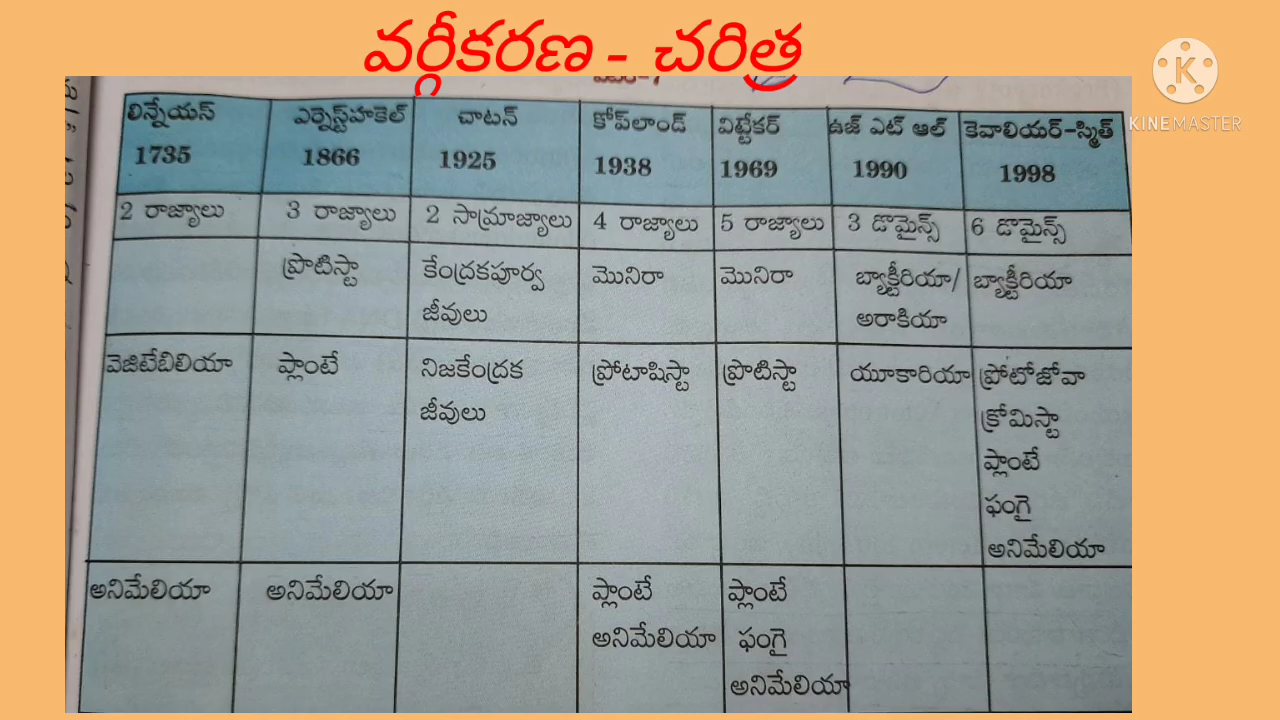 వర్గీకరణ - చరిత్ర
K
KINEMASTER
లిన్నేయస్ ఎర్నెస్ట్‌హకెల్ చాటన్ కోప్‌లాండ్ విట్టేకర్ ఉజ్ ఎట్ ఆల్ కెవాలియర్-స్మిత్
1735 1866 1925 1938 1969 1990 1998
2 రాజ్యాలు 3 రాజ్యాలు 2 సామ్రాజ్యాలు 4 రాజ్యాలు 5 రాజ్యాలు 3 డొమైన్స్ 6 డొమైన్స్
ప్రొటిస్టా కేంద్రకపూర్వ మొనిరా మొనిరా బ్యాక్టీరియా/ బ్యాక్టీరియా
జీవులు అరాకియా
వెజిటేబిలియా ప్లాంటే నిజకేంద్రక ప్రోటాషిస్టా ప్రొటిస్టా యూకారియా ప్రోటోజోవా
జీవులు క్రోమిస్టా
ప్లాంటే
ఫంగై
అనిమేలియా
అనిమేలియా అనిమేలియా ప్లాంటే ప్లాంటే
అనిమేలియా ఫంగై
అనిమేలియా